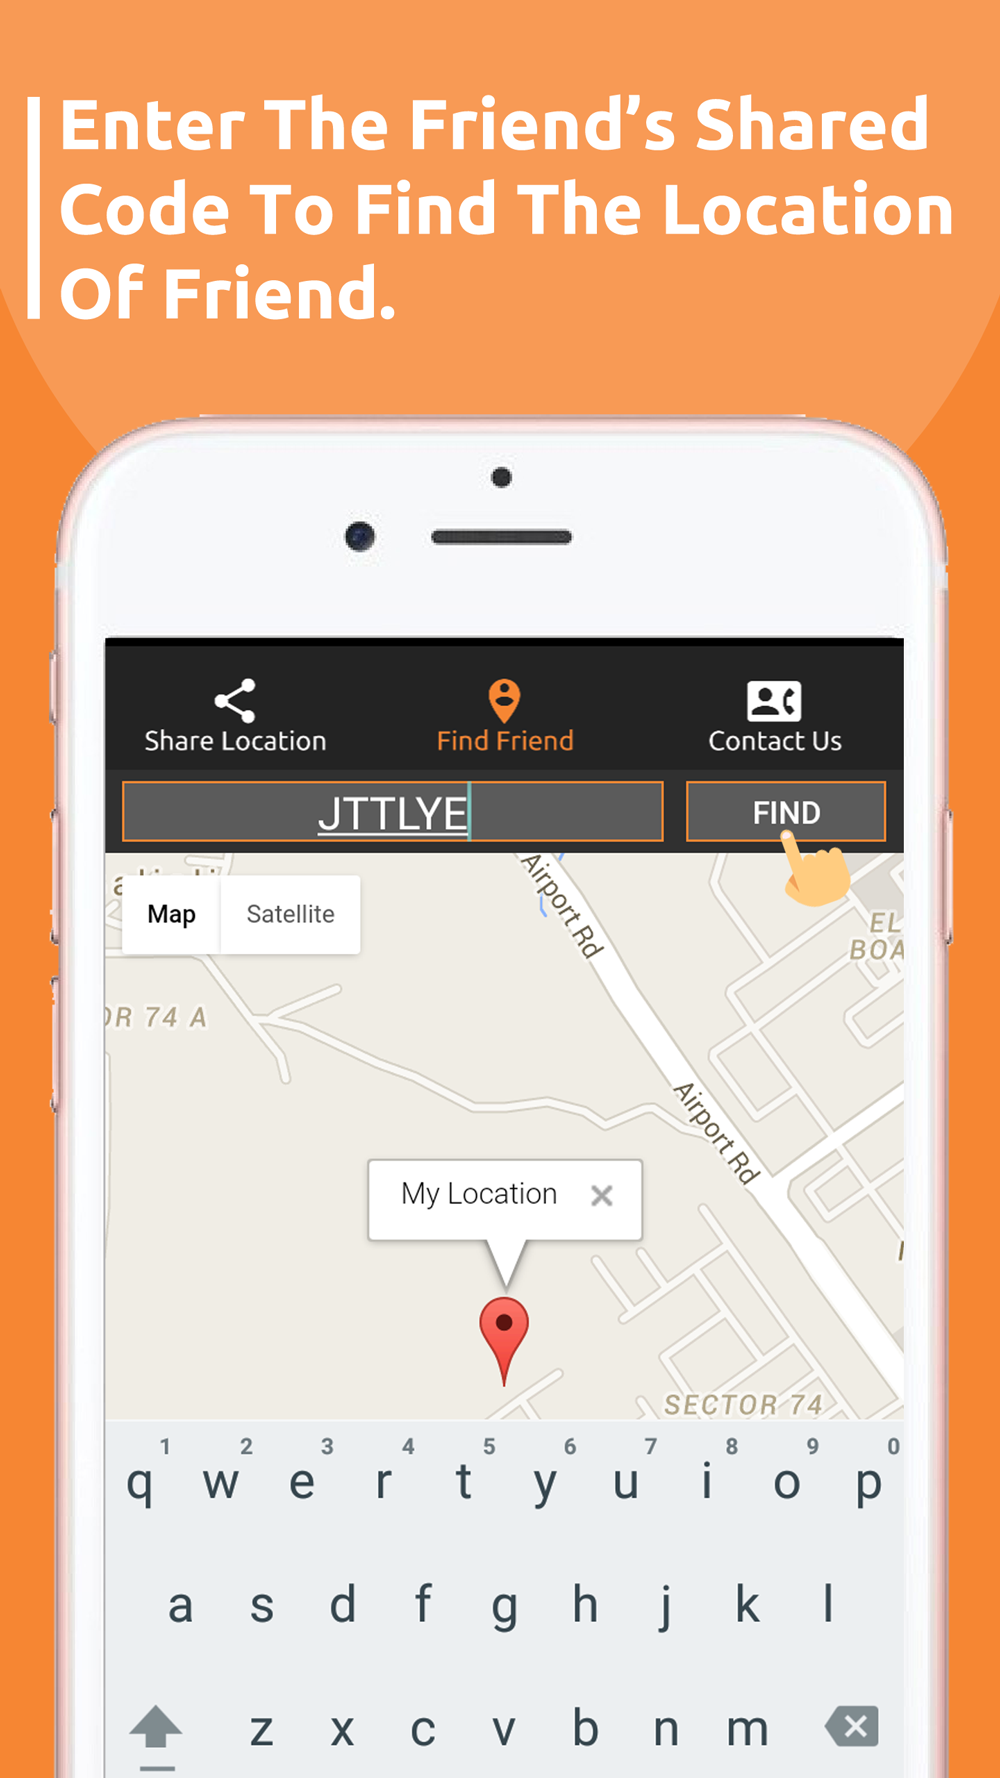 Enter The Friend’s Shared
Code To Find The Location
Of Friend.
Share Location
Find Friend
Contact Us
JTTLYE
FIND
Map
Satellite
Airport Rd
EL
BOA
OR 74 A
Airport Rd
My Location
SECTOR 74
1 2 3 4 5 6 7 8 9 0
q w e r t y u i o p
a s d f g h j k l
z x c v b n m